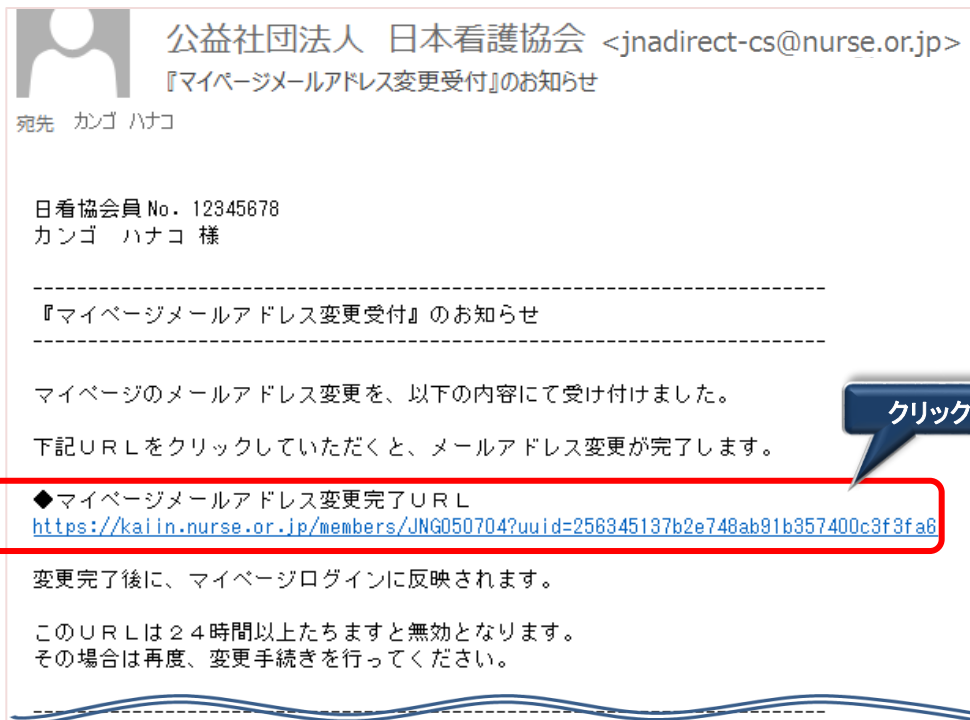 公益社団法人 日本看護協会 <jnadirect-cs@nurse.or.jp>
『マイページメールアドレス変更受付』のお知らせ
宛先 カンゴ ハナコ
日看協会員No. 12345678
カンゴ ハナコ 様
------------------------------------------------------------------------
『マイページメールアドレス変更受付』のお知らせ
------------------------------------------------------------------------
マイページのメールアドレス変更を、以下の内容にて受け付けました。
クリック
下記ＵＲＬをクリックしていただくと、メールアドレス変更が完了します。
◆マイページメールアドレス変更完了ＵＲＬ
https://kaiin.nurse.or.jp/members/JNG050704?uuid=256345137b2e748ab91b357400c3f3fa6
変更完了後に、マイページログインに反映されます。
このＵＲＬは２４時間以上たちますと無効となります。
その場合は再度、変更手続きを行ってください。
------------------------------------------------------------------------